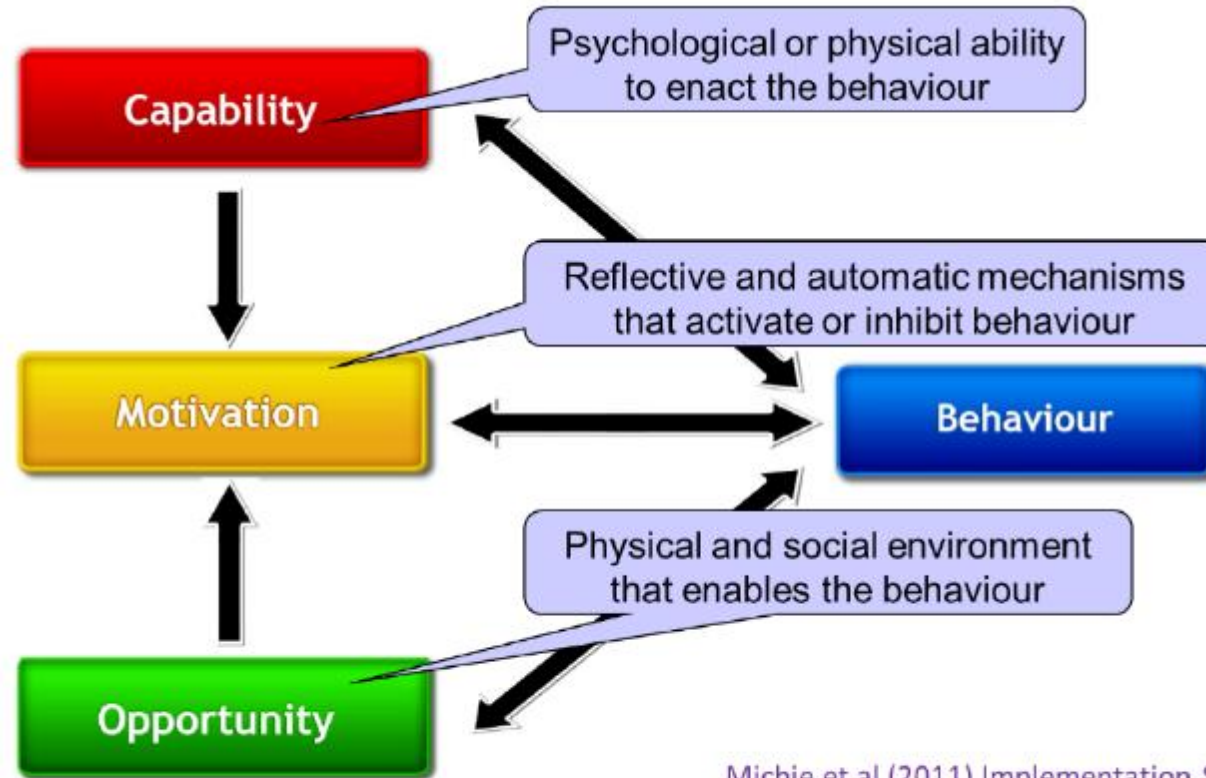 Psychological or physical ability
to enact the behaviour
Capability
Reflective and automatic mechanisms
that activate or inhibit behaviour
Motivation
Behaviour
Physical and social environment
that enables the behaviour
Opportunity
Michie et al (2011) Implementation